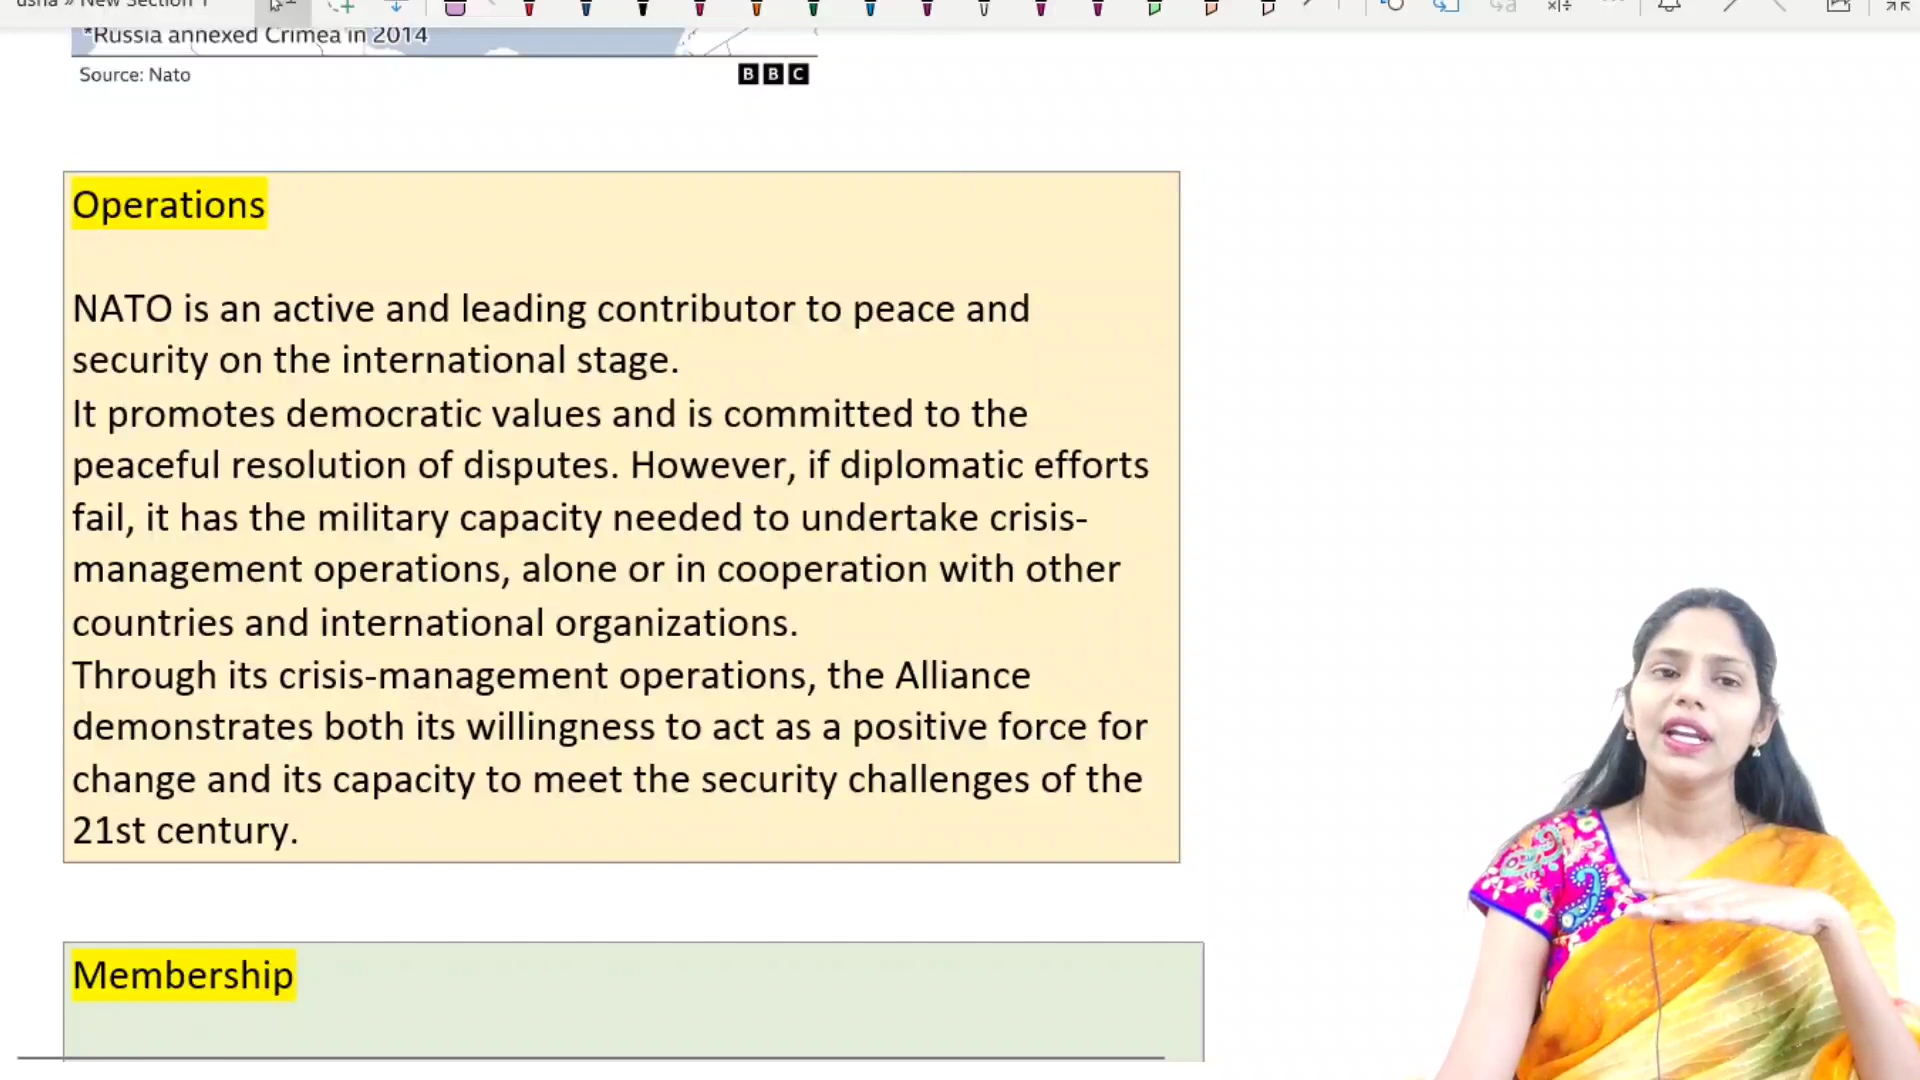 usha » New Section 1
*Russia annexed Crimea in 2014
Source: Nato
BBC
Operations
NATO is an active and leading contributor to peace and
security on the international stage.
It promotes democratic values and is committed to the
peaceful resolution of disputes. However, if diplomatic efforts
fail, it has the military capacity needed to undertake crisis-
management operations, alone or in cooperation with other
countries and international organizations.
Through its crisis-management operations, the Alliance
demonstrates both its willingness to act as a positive force for
change and its capacity to meet the security challenges of the
21st century.
Membership